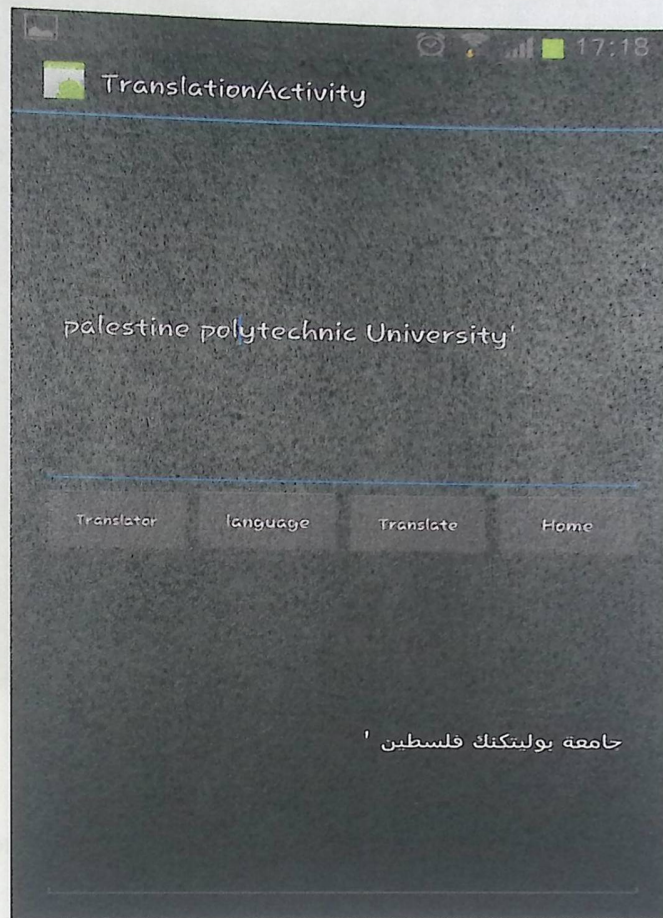 17:18
TranslationActivity
palestine polytechnic University'
Translator language Translate Home
جامعة بوليتكنك فلسطين '